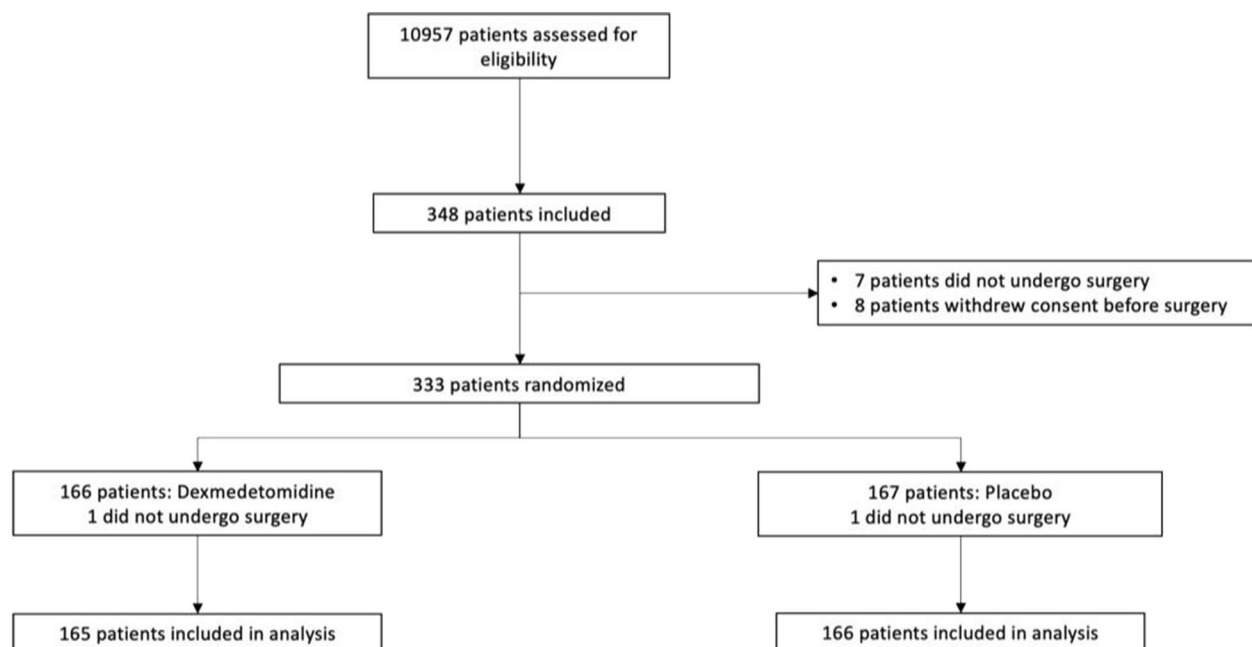 10957 patients assessed for
eligibility
348 patients included
• 7 patients did not undergo surgery
• 8 patients withdrew consent before surgery
333 patients randomized
166 patients: Dexmedetomidine
1 did not undergo surgery
167 patients: Placebo
1 did not undergo surgery
165 patients included in analysis
166 patients included in analysis